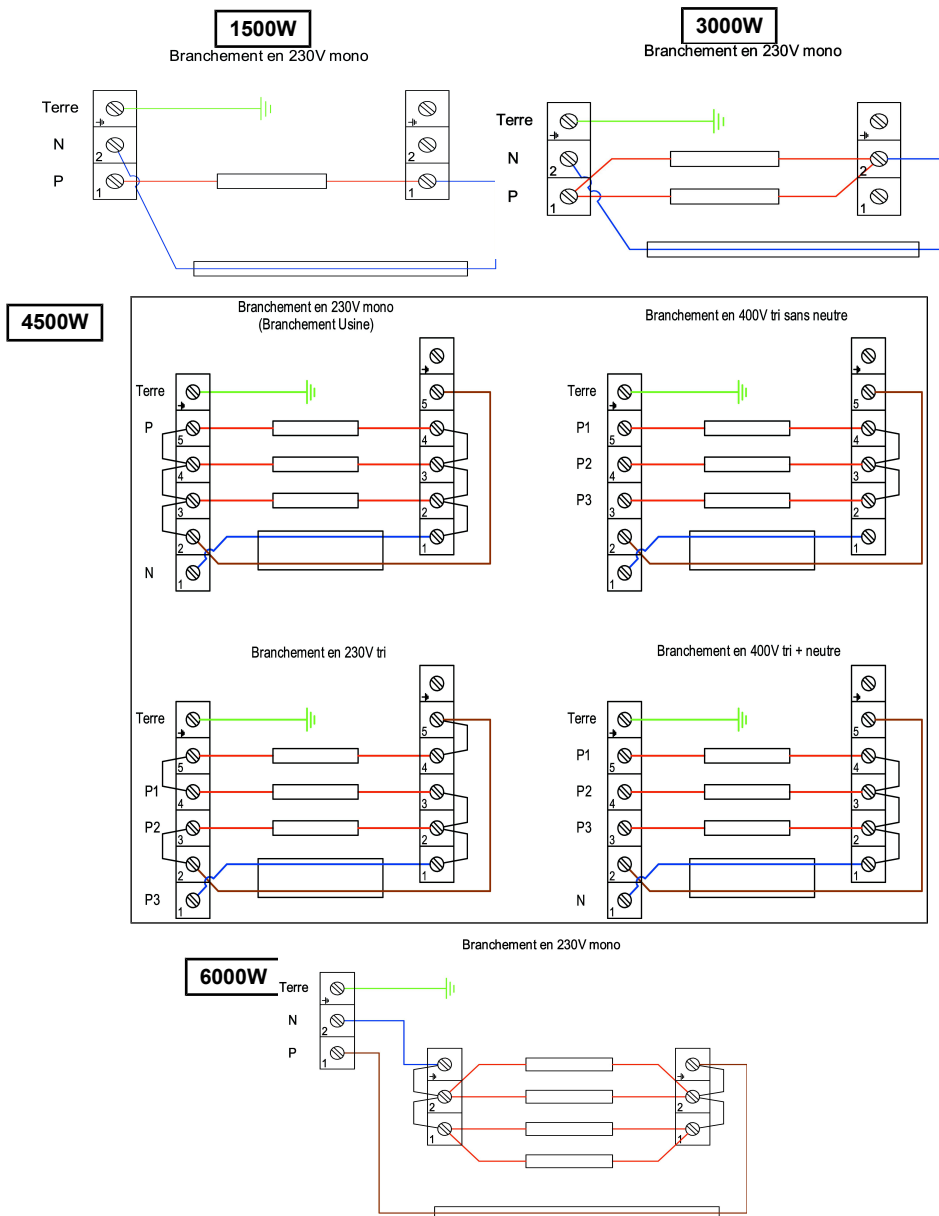 1500W
Branchement en 230V mono
Terre
N
2
P
1
2
1
3000W
Branchement en 230V mono
Terre
N
2
P
1
2
1
4500W
Branchement en 230V mono
(Branchement Usine)
Terre
P
5
4
3
2
N
1
5
4
3
2
1
Branchement en 400V tri sans neutre
Terre
P1
5
P2
4
P3
3
2
1
5
4
3
2
1
Branchement en 230V tri
Terre
5
P1
4
P2
3
2
P3
1
5
4
3
2
1
Branchement en 400V tri + neutre
Terre
P1
5
P2
4
P3
3
2
N
1
5
4
3
2
1
6000W
Branchement en 230V mono
Terre
N
2
P
1
2
1
2
1